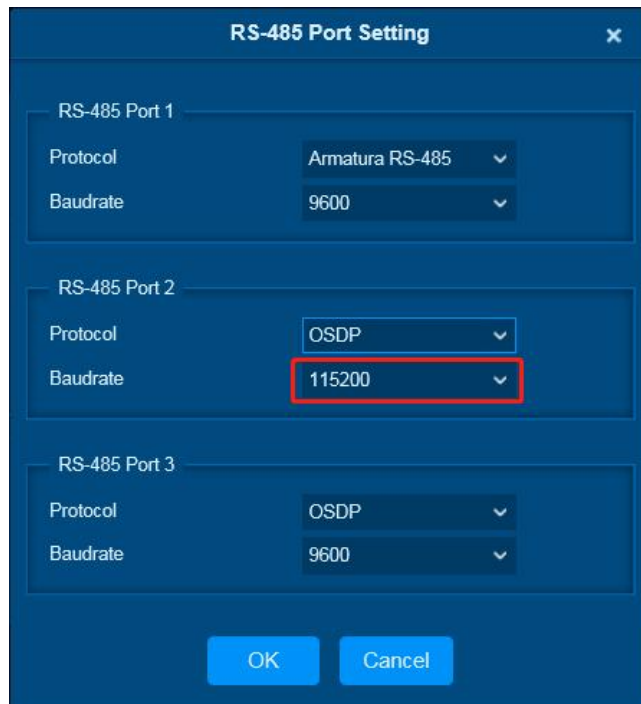 RS-485 Port Setting ×
RS-485 Port 1
Protocol Armatura RS-485
Baudrate 9600
RS-485 Port 2
Protocol OSDP
Baudrate 115200
RS-485 Port 3
Protocol OSDP
Baudrate 9600
OK Cancel